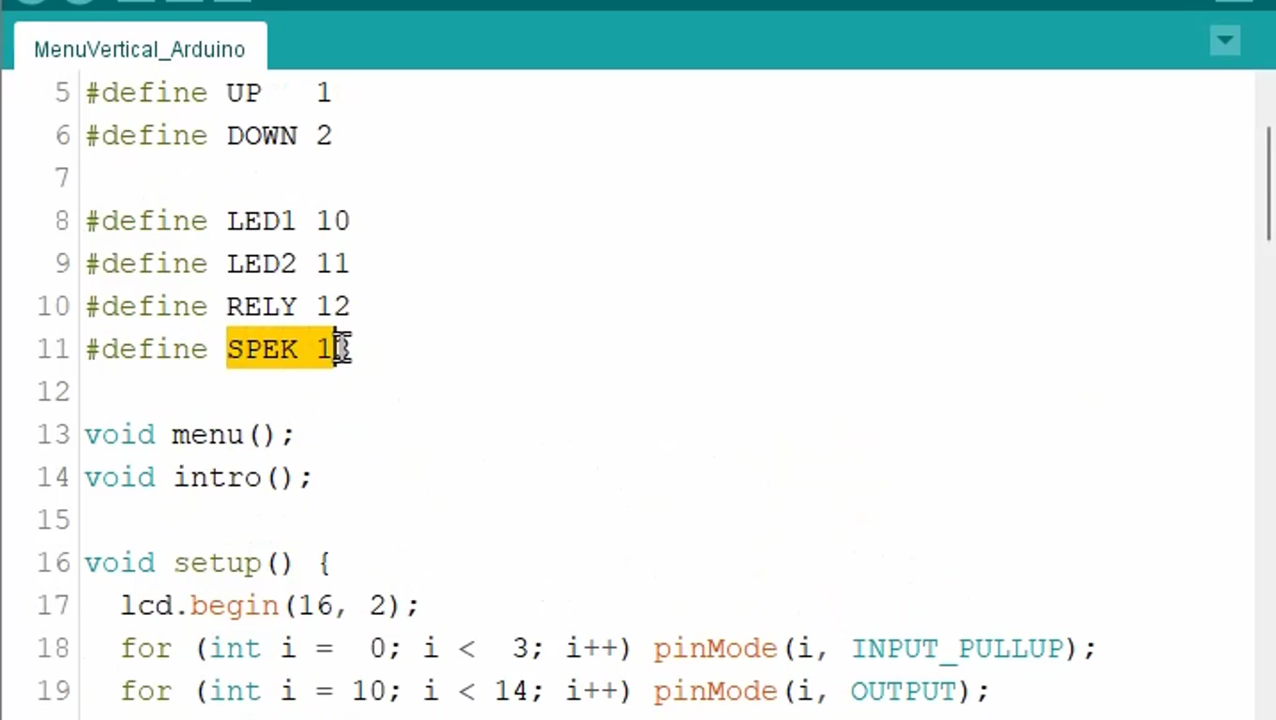 MenuVertical_Arduino
5 #define UP 1
6 #define DOWN 2
7
8 #define LED1 10
9 #define LED2 11
10 #define RELY 12
11 #define SPEK 13
12
13 void menu();
14 void intro();
15
16 void setup() {
17 lcd.begin(16, 2);
18 for (int i = 0; i < 3; i++) pinMode(i, INPUT_PULLUP);
19 for (int i = 10; i < 14; i++) pinMode(i, OUTPUT);